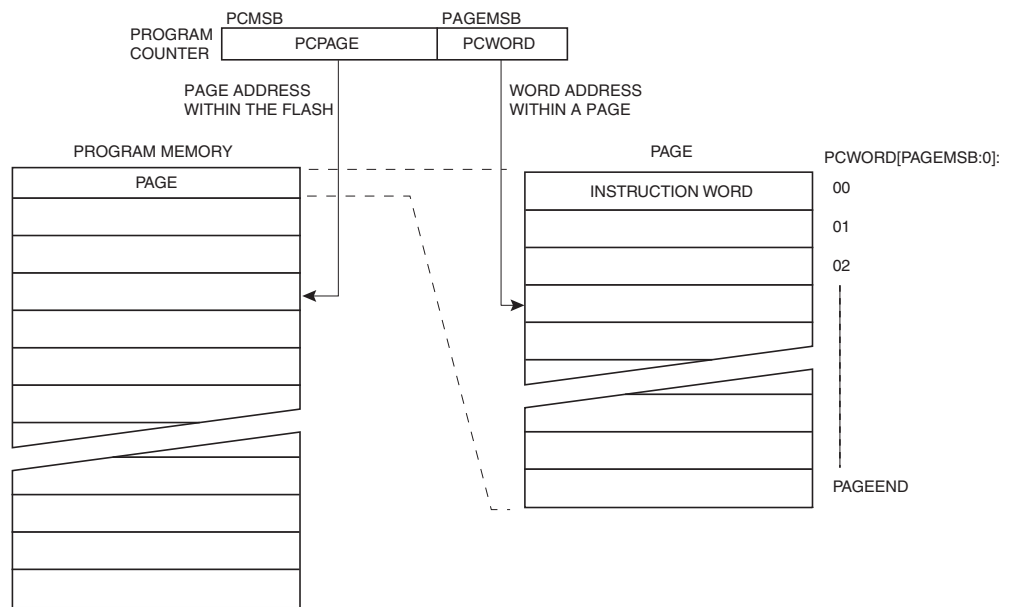 PCMSB
PAGEMSB
PROGRAM
COUNTER
PCPAGE
PCWORD
PAGE ADDRESS
WITHIN THE FLASH
WORD ADDRESS
WITHIN A PAGE
PROGRAM MEMORY
PAGE
PAGE
INSTRUCTION WORD
PCWORD[PAGEMSB:0]:
00
01
02
PAGEEND